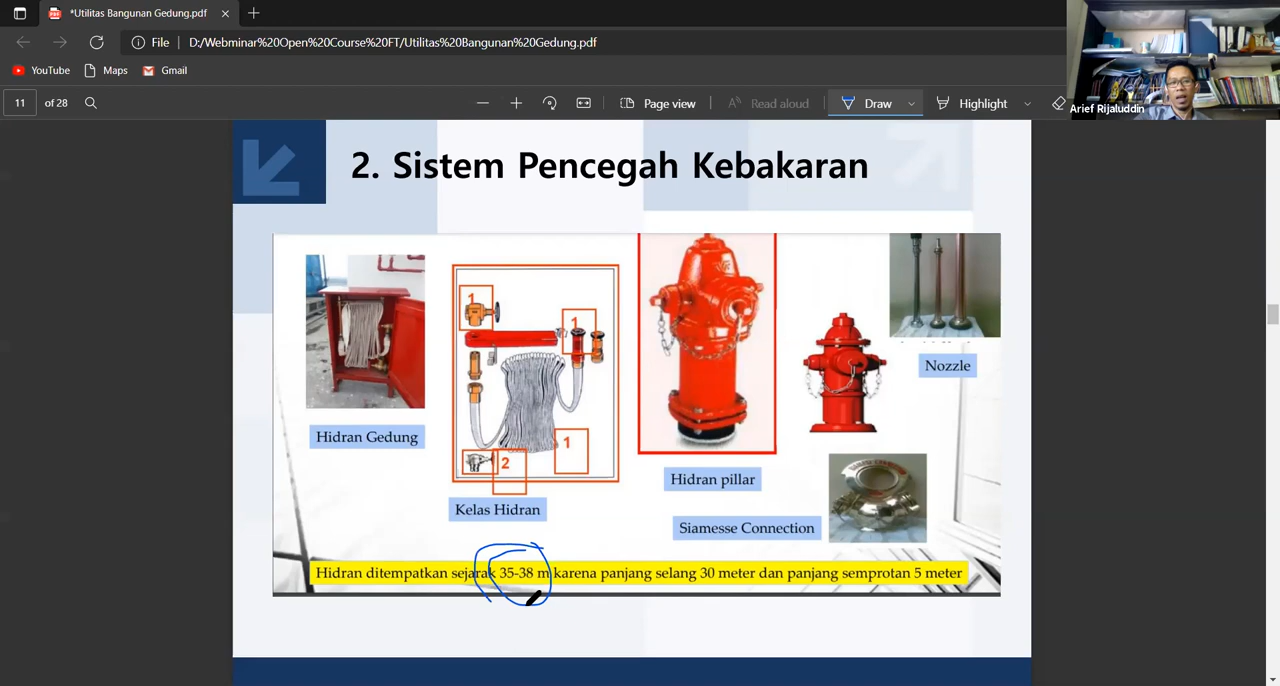 *Utilitas Bangunan Gedung.pdf
File
D:/Webminar%20Open%20Course%20FT/Utilitas%20Bangunan%20Gedung.pdf
YouTube
Maps
Gmail
11 of 28
Page view
Read aloud
Draw
Highlight
Arief Rijaluddin
2. Sistem Pencegah Kebakaran
1
1
1
2
Nozzle
Hidran Gedung
Hidran pillar
Kelas Hidran
Siamesse Connection
Hidran ditempatkan sejarak 35-38 m karena panjang selang 30 meter dan panjang semprotan 5 meter